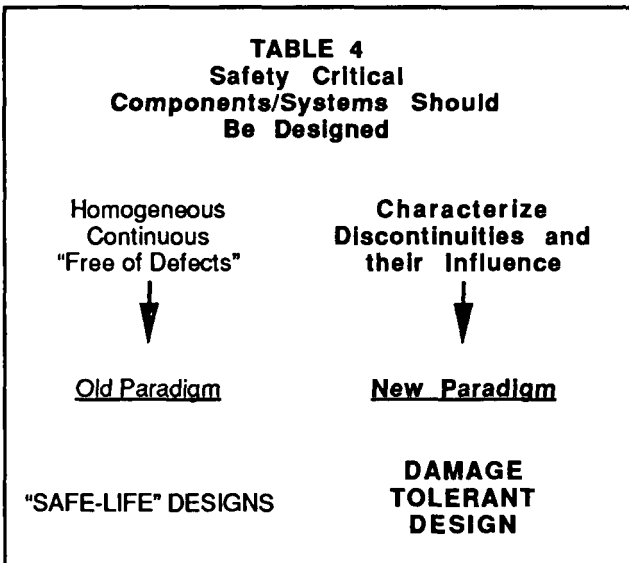 TABLE 4
Safety Critical
Components/Systems Should
Be Designed
Homogeneous
Continuous
"Free of Defects"
Characterize
Discontinuities and
their Influence
Old Paradigm
New Paradigm
"SAFE-LIFE" DESIGNS
DAMAGE
TOLERANT
DESIGN